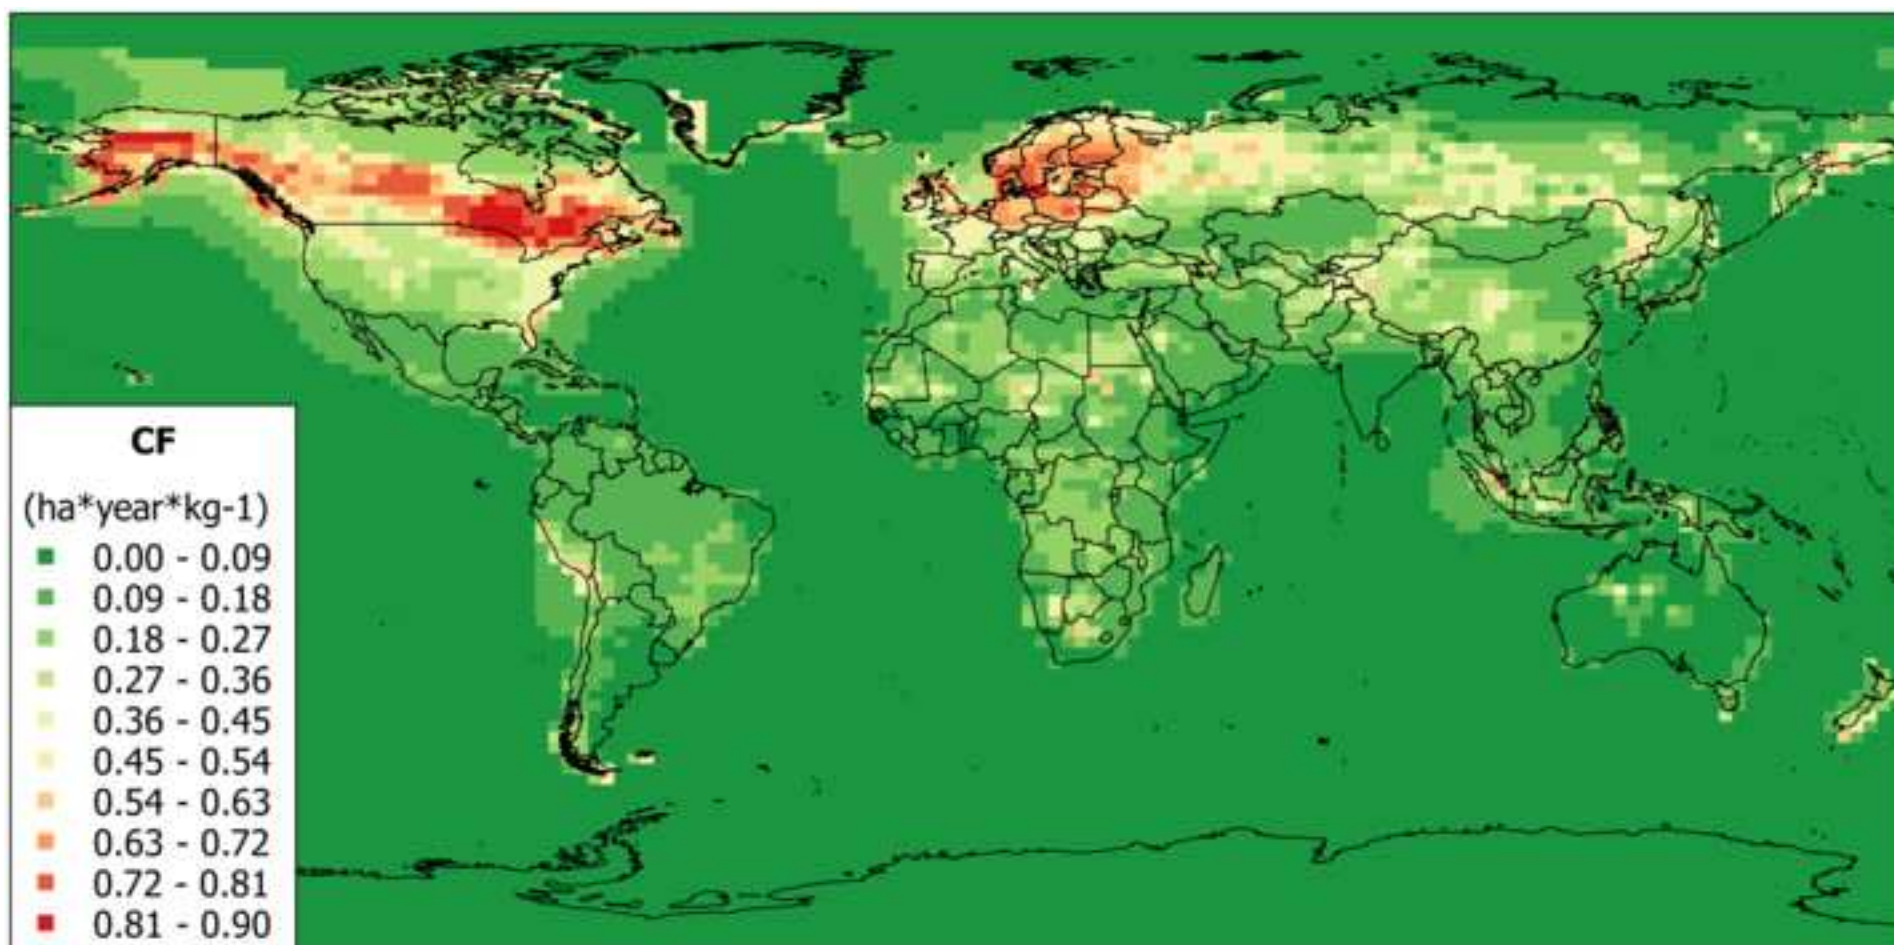 CF
(ha*year*kg-1)
0.00 - 0.09
0.09 - 0.18
0.18 - 0.27
0.27 - 0.36
0.36 - 0.45
0.45 - 0.54
0.54 - 0.63
0.63 - 0.72
0.72 - 0.81
0.81 - 0.90